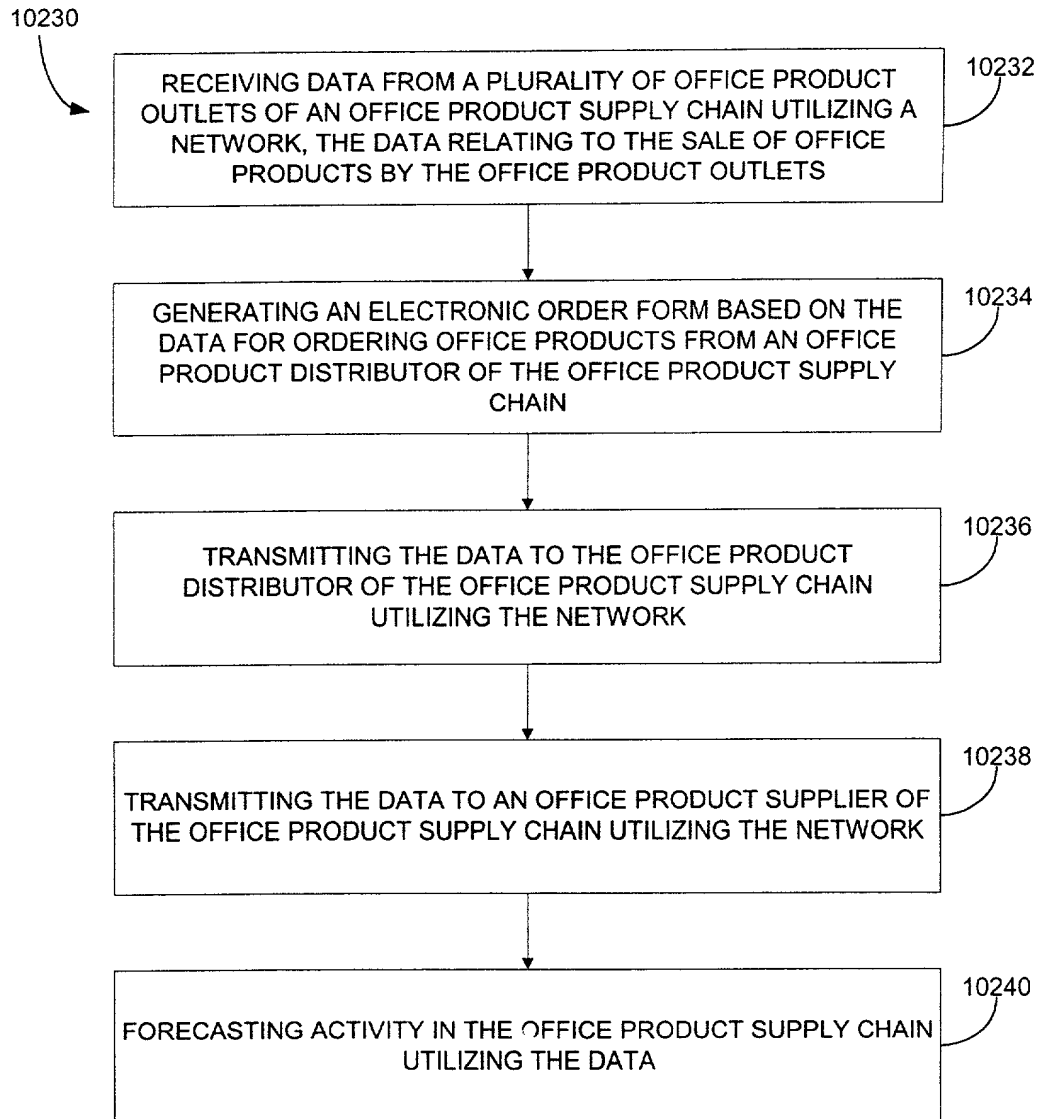 10230
10232
RECEIVING DATA FROM A PLURALITY OF OFFICE PRODUCT
OUTLETS OF AN OFFICE PRODUCT SUPPLY CHAIN UTILIZING A
NETWORK, THE DATA RELATING TO THE SALE OF OFFICE
PRODUCTS BY THE OFFICE PRODUCT OUTLETS
10234
GENERATING AN ELECTRONIC ORDER FORM BASED ON THE
DATA FOR ORDERING OFFICE PRODUCTS FROM AN OFFICE
PRODUCT DISTRIBUTOR OF THE OFFICE PRODUCT SUPPLY
CHAIN
10236
TRANSMITTING THE DATA TO THE OFFICE PRODUCT
DISTRIBUTOR OF THE OFFICE PRODUCT SUPPLY CHAIN
UTILIZING THE NETWORK
10238
TRANSMITTING THE DATA TO AN OFFICE PRODUCT SUPPLIER OF
THE OFFICE PRODUCT SUPPLY CHAIN UTILIZING THE NETWORK
10240
FORECASTING ACTIVITY IN THE OFFICE PRODUCT SUPPLY CHAIN
UTILIZING THE DATA